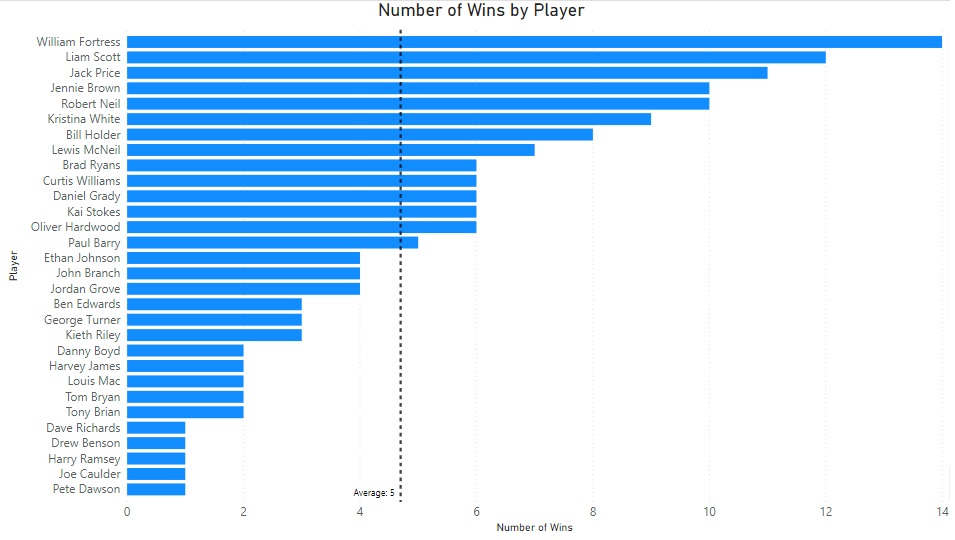 Number of Wins by Player
William Fortress
Liam Scott
Jack Price
Jennie Brown
Robert Neil
Kristina White
Bill Holder
Lewis McNeil
Brad Ryans
Curtis Williams
Daniel Grady
Kai Stokes
Oliver Hardwood
Paul Barry
Ethan Johnson
John Branch
Jordan Grove
Ben Edwards
George Turner
Kieth Riley
Danny Boyd
Harvey James
Louis Mac
Tom Bryan
Tony Brian
Dave Richards
Drew Benson
Harry Ramsey
Joe Caulder
Pete Dawson
Player
Average: 5
0 2 4 6 8 10 12 14
Number of Wins